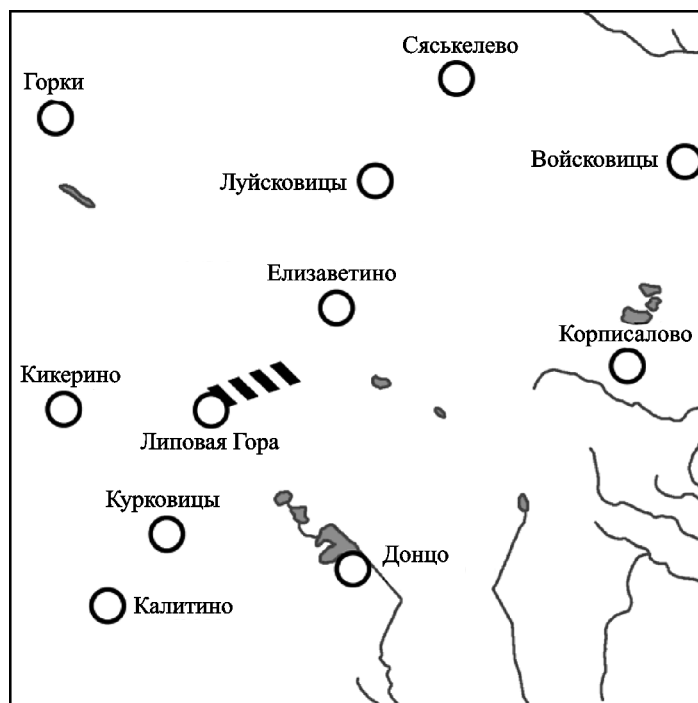 Сяськелево
Горки
Войсковицы
Луйсковицы
Елизаветино
Корписалово
Кикерино
Липовая Гора
Курковицы
Донцо
Калитино